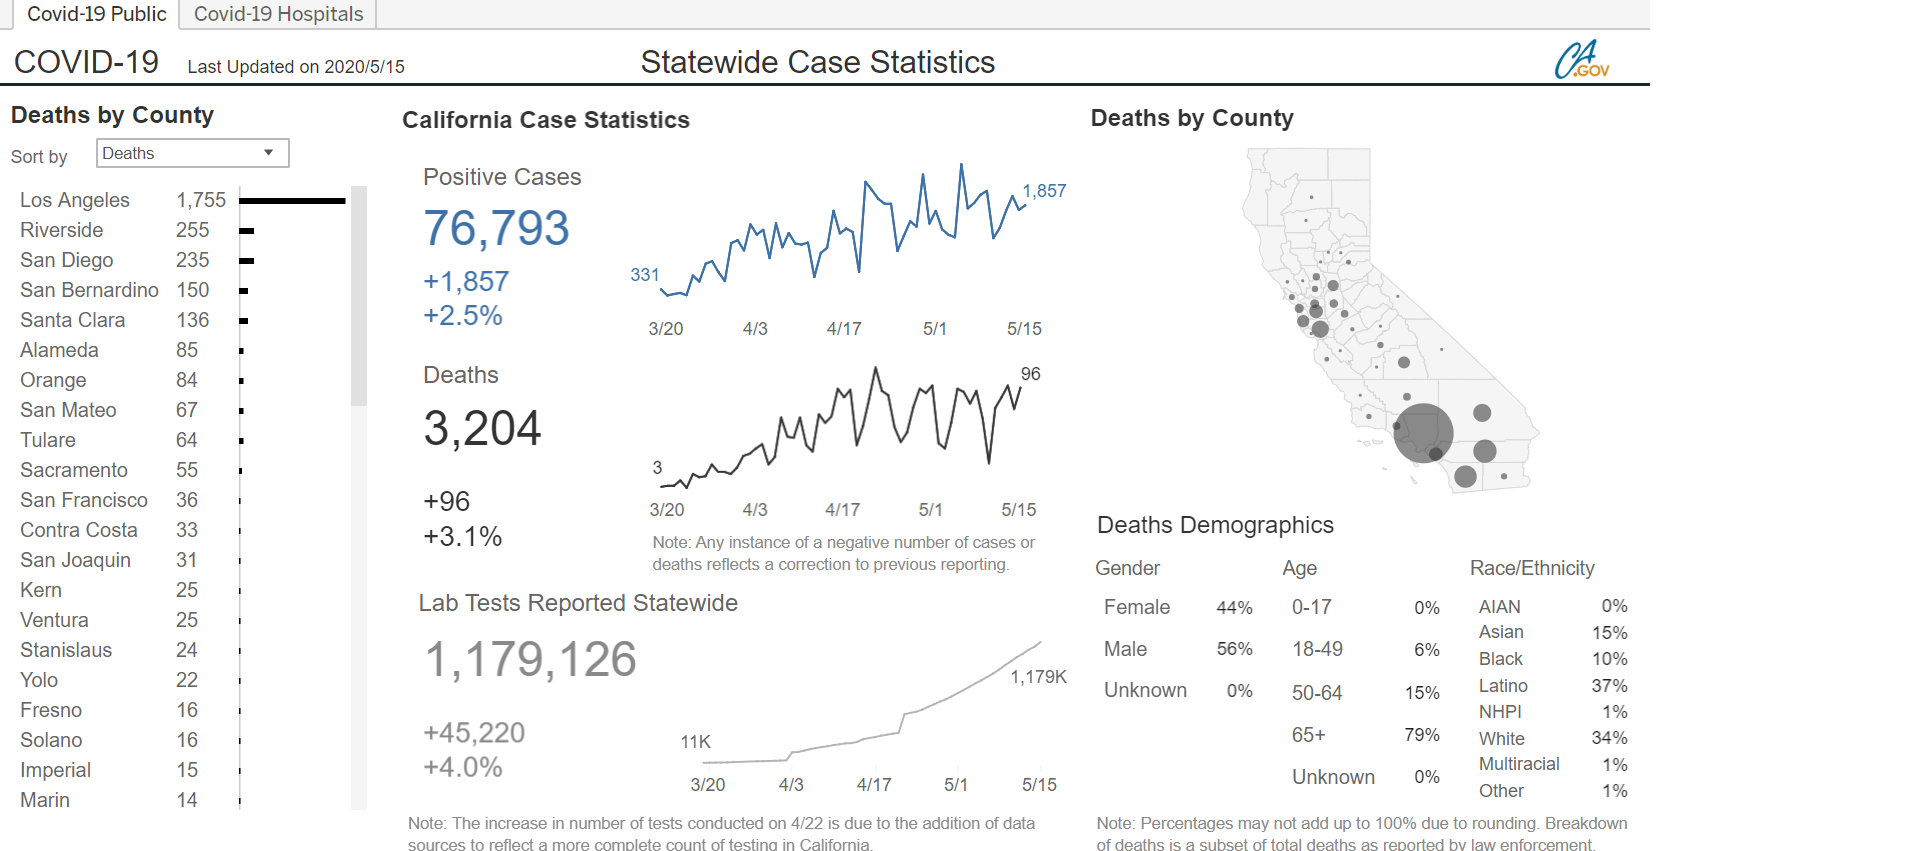 Covid-19 Public
Covid-19 Hospitals
COVID-19
Last Updated on 2020/5/15
Statewide Case Statistics
CA
.GOV
Deaths by County
Sort by
Deaths
Los Angeles 1,755
Riverside 255
San Diego 235
San Bernardino 150
Santa Clara 136
Alameda 85
Orange 84
San Mateo 67
Tulare 64
Sacramento 55
San Francisco 36
Contra Costa 33
San Joaquin 31
Kern 25
Ventura 25
Stanislaus 24
Yolo 22
Fresno 16
Solano 16
Imperial 15
Marin 14
California Case Statistics
Positive Cases
76,793
+1,857
+2.5%
331
1,857
3/20 4/3 4/17 5/1 5/15
Deaths
3,204
+96
+3.1%
3
96
3/20 4/3 4/17 5/1 5/15
Note: Any instance of a negative number of cases or
deaths reflects a correction to previous reporting.
Lab Tests Reported Statewide
1,179,126
+45,220
+4.0%
11K
1,179K
3/20 4/3 4/17 5/1 5/15
Note: The increase in number of tests conducted on 4/22 is due to the addition of data
sources to reflect a more complete count of testing in California.
Deaths by County
Deaths Demographics
Gender
Female 44%
Male 56%
Unknown 0%
Age
0-17 0%
18-49 6%
50-64 15%
65+ 79%
Unknown 0%
Race/Ethnicity
AIAN 0%
Asian 15%
Black 10%
Latino 37%
NHPI 1%
White 34%
Multiracial 1%
Other 1%
Note: Percentages may not add up to 100% due to rounding. Breakdown
of deaths is a subset of total deaths as reported by law enforcement.